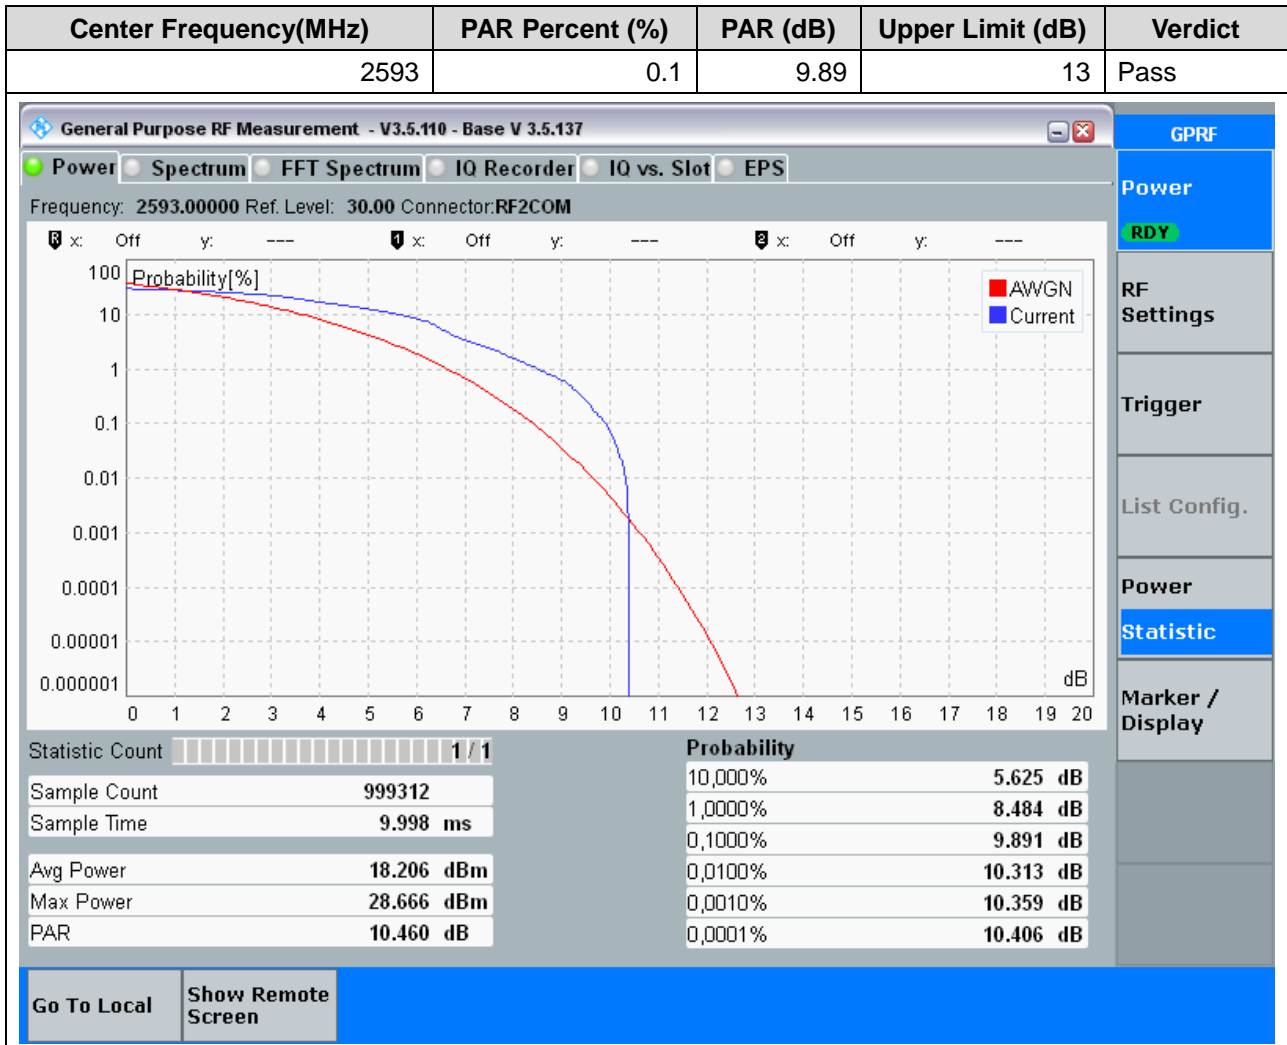 Center Frequency(MHz) PAR Percent (%) PAR (dB) Upper Limit (dB) Verdict
2593 0.1 9.89 13 Pass
General Purpose RF Measurement - V3.5.110 - Base V 3.5.137
GPRF
Power Spectrum FFT Spectrum IQ Recorder IQ vs. Slot EPS
Power
RDY
Frequency: 2593.00000 Ref. Level: 30.00 Connector:RF2COM
R x: Off y: --- 1 x: Off y: --- 2 x: Off y: ---
Probability[%]
AWGN
Current
100
10
1
0.1
0.01
0.001
0.0001
0.00001
0.000001
dB
0 1 2 3 4 5 6 7 8 9 10 11 12 13 14 15 16 17 18 19 20
RF
Settings
Trigger
List Config.
Power
Statistic
Marker /
Display
Statistic Count 1 / 1
Sample Count 999312
Sample Time 9.998 ms
Avg Power 18.206 dBm
Max Power 28.666 dBm
PAR 10.460 dB
Probability
10,000% 5.625 dB
1,0000% 8.484 dB
0,1000% 9.891 dB
0,0100% 10.313 dB
0,0010% 10.359 dB
0,0001% 10.406 dB
Go To Local
Show Remote
Screen